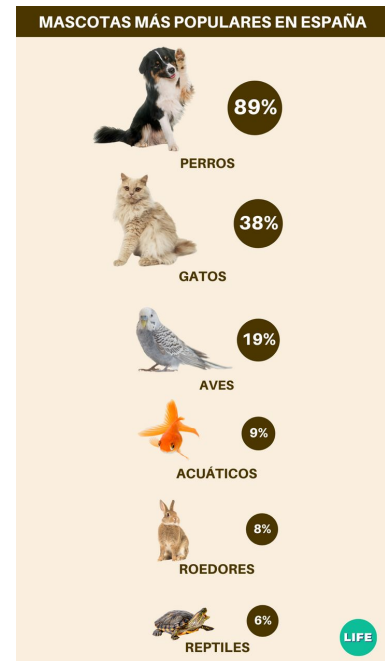 MASCOTAS MÁS POPULARES EN ESPAÑA
89%
PERROS
38%
GATOS
19%
AVES
9%
ACUÁTICOS
8%
ROEDORES
6%
REPTILES
LIFE